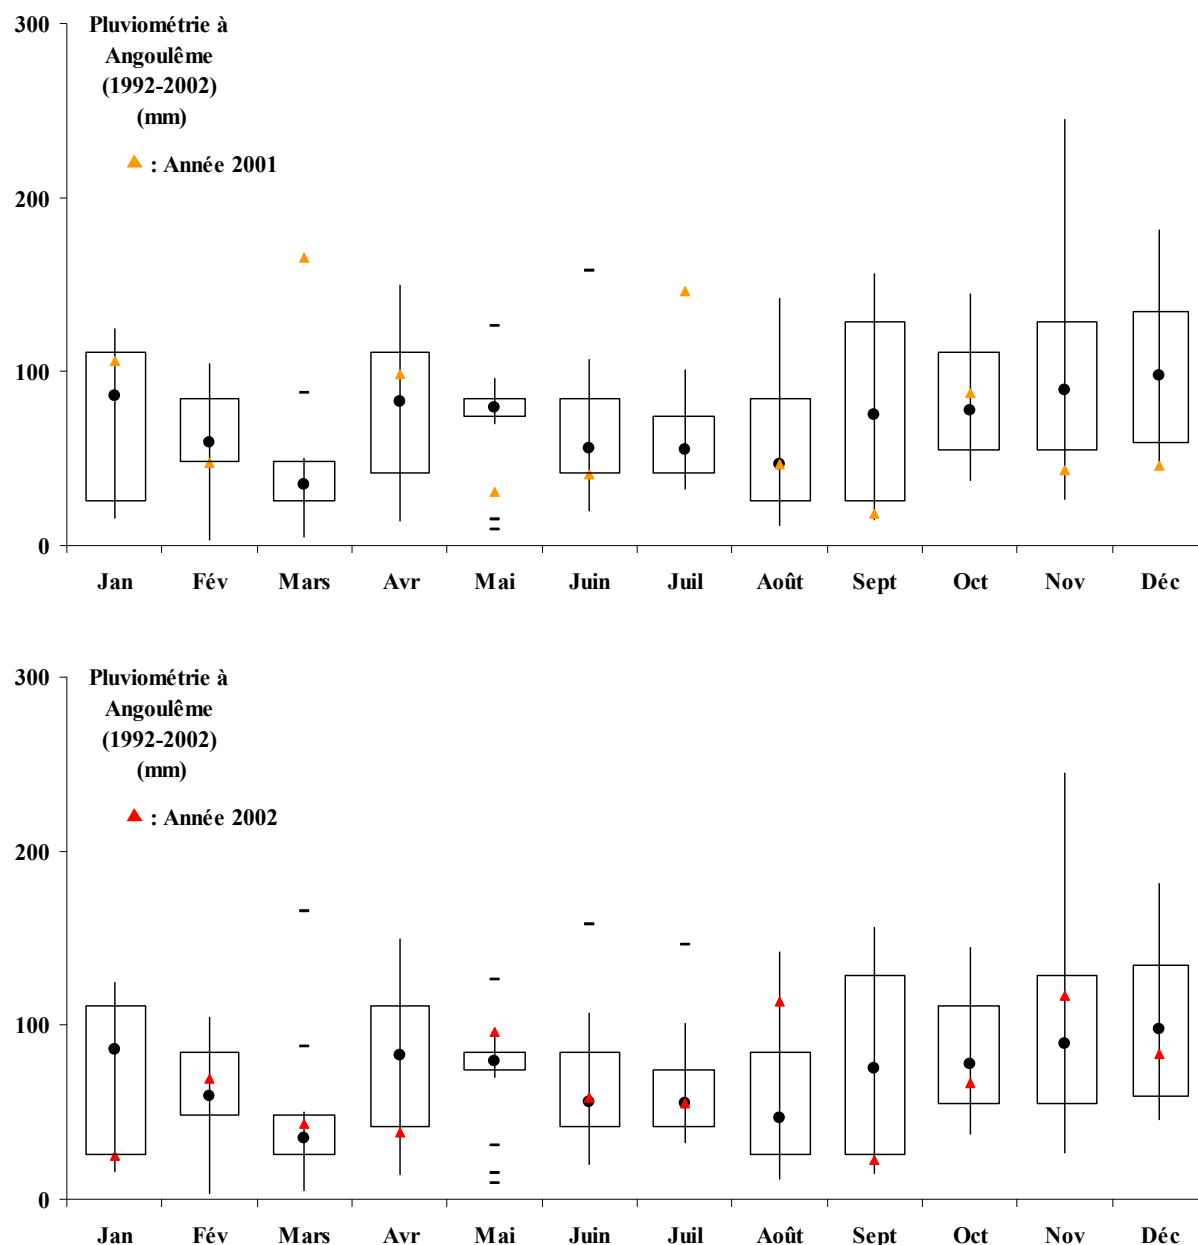 300
Pluviométrie à
Angoulême
(1992-2002)
(mm)
: Année 2001
200
100
0
Jan Fév Mars Avr Mai Juin Juil Août Sept Oct Nov Déc
300
Pluviométrie à
Angoulême
(1992-2002)
(mm)
: Année 2002
200
100
0
Jan Fév Mars Avr Mai Juin Juil Août Sept Oct Nov Déc